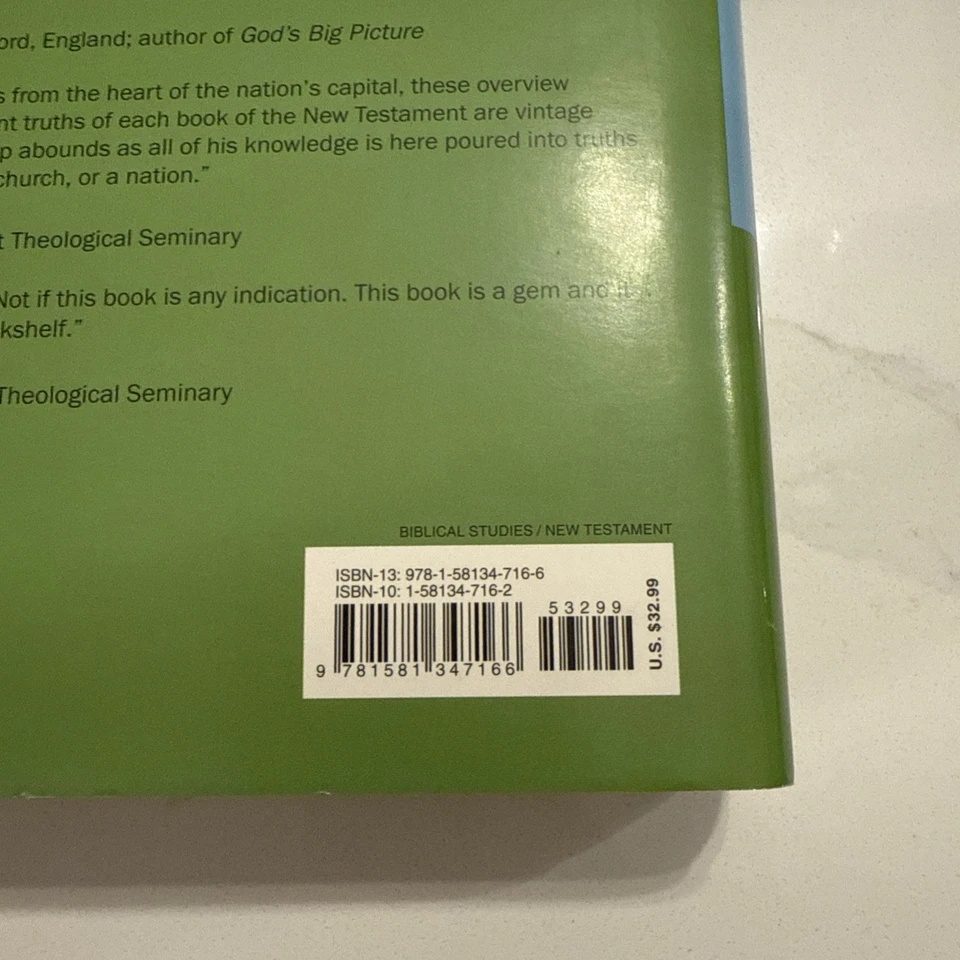 ord, England; author of God's Big Picture
s from the heart of the nation's capital, these overview
nt truths of each book of the New Testament are vintage
p abounds as all of his knowledge is here poured into truths
church, or a nation."
t Theological Seminary
Not if this book is any indication. This book is a gem and it
kshelf."
Theological Seminary
BIBLICAL STUDIES / NEW TESTAMENT
ISBN-13: 978-1-58134-716-6
ISBN-10: 1-58134-716-2
53299
9 781581 347166
U.S. $32.99